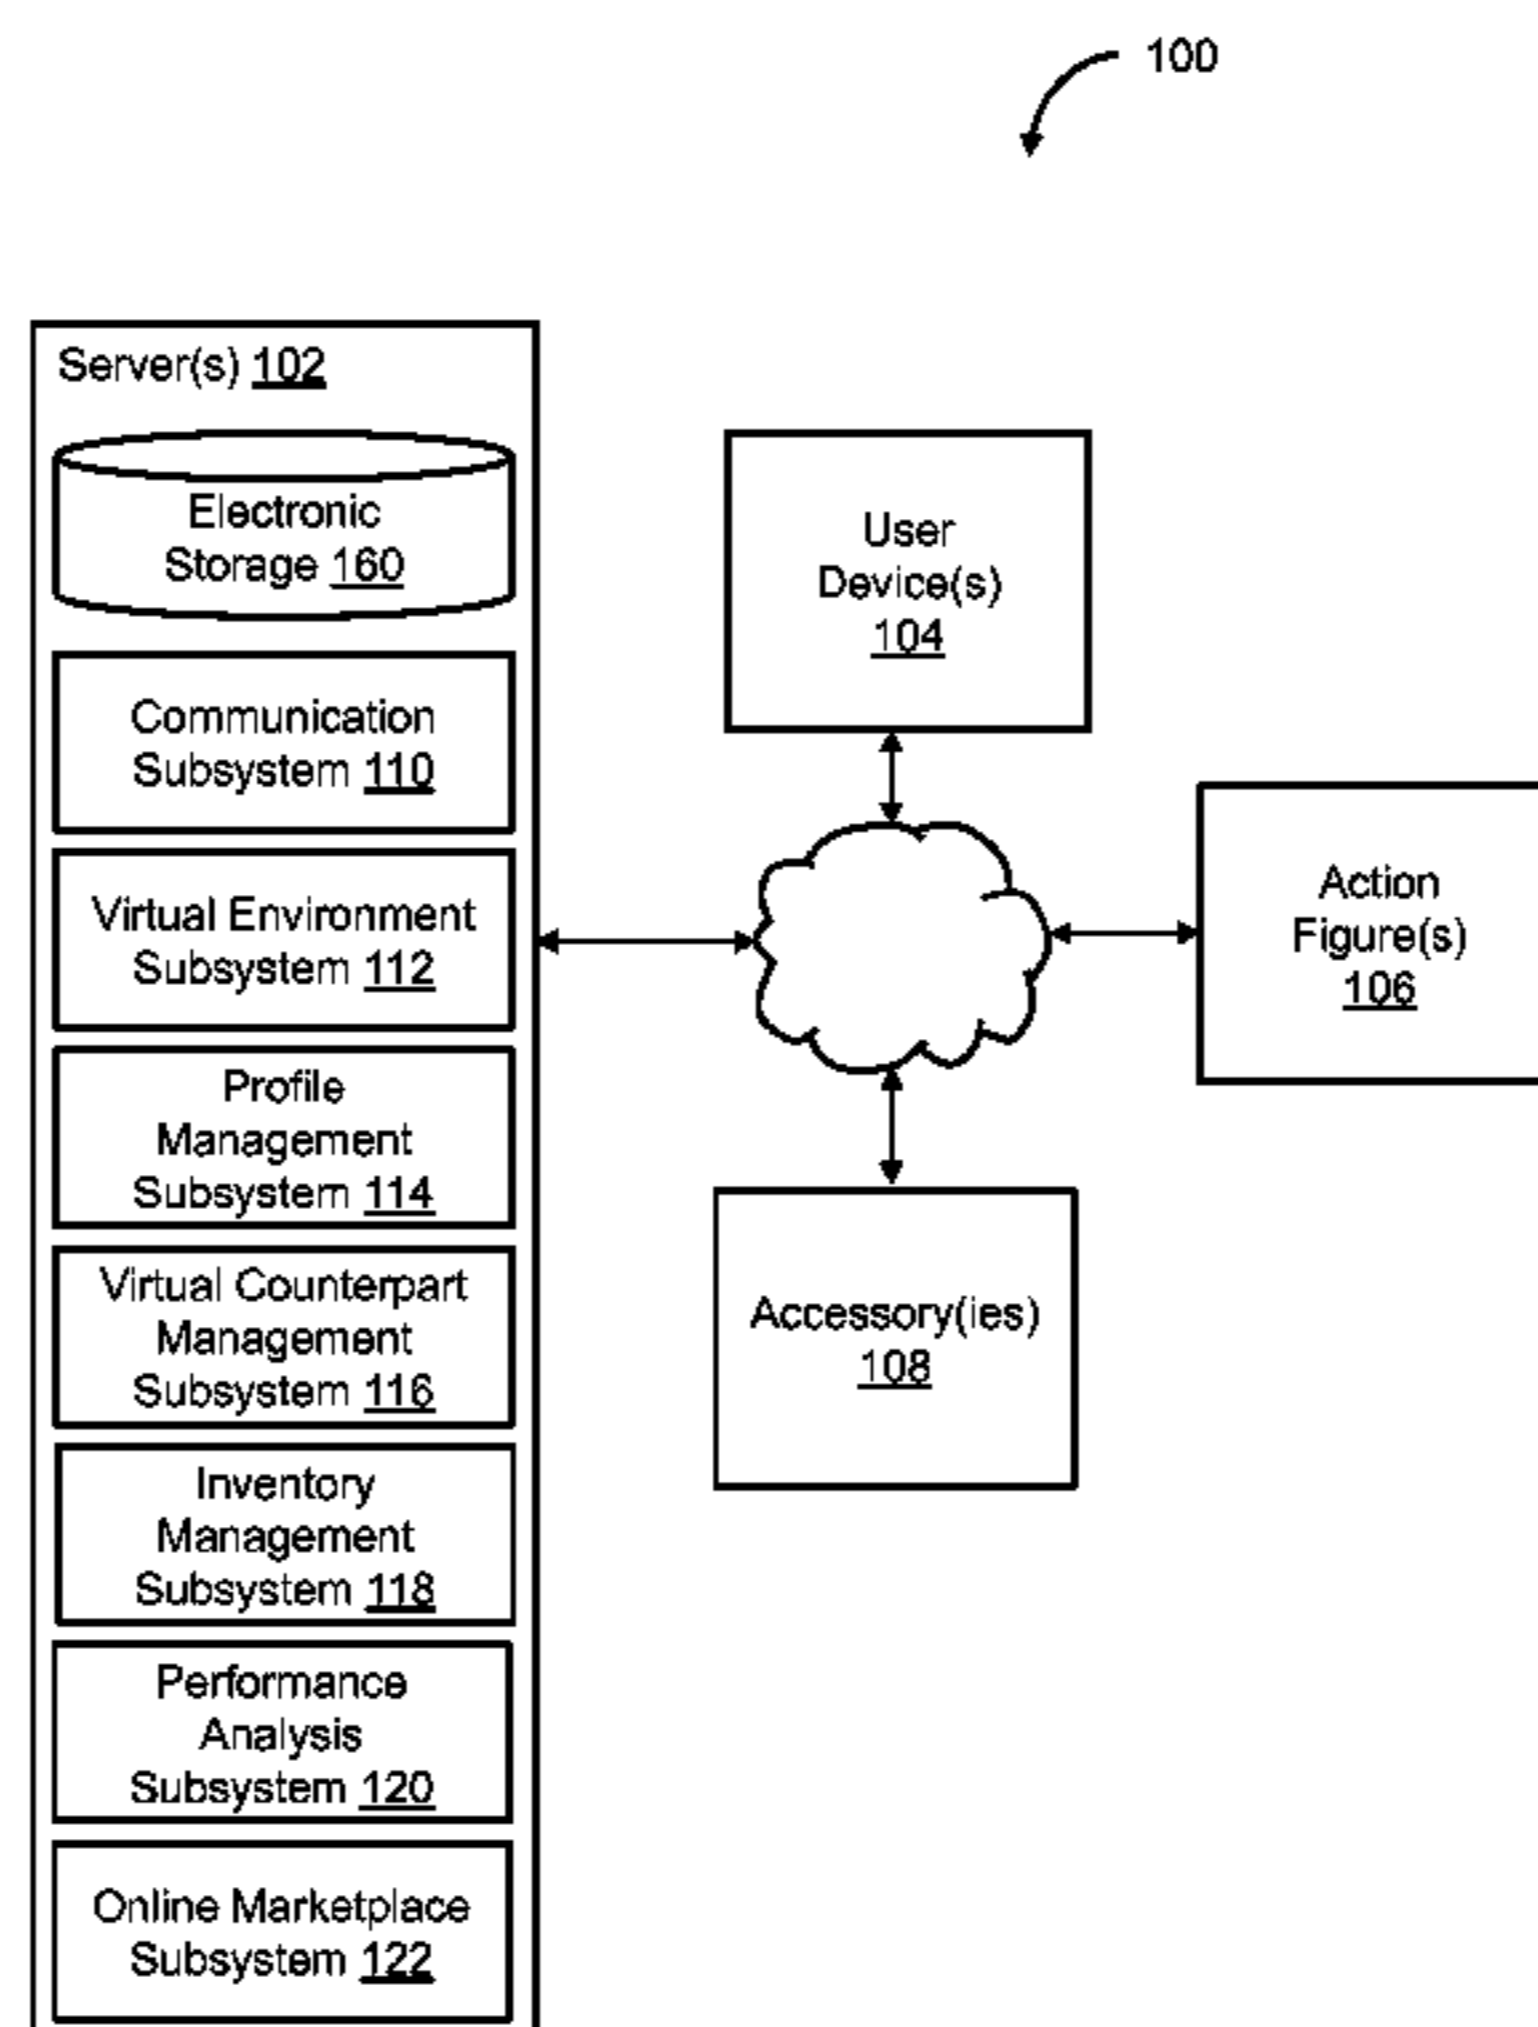 100
Server(s) 102
Electronic
Storage 160
Communication
Subsystem 110
Virtual Environment
Subsystem 112
Profile
Management
Subsystem 114
Virtual Counterpart
Management
Subsystem 116
Inventory
Management
Subsystem 118
Performance
Analysis
Subsystem 120
Online Marketplace
Subsystem 122
User
Device(s)
104
Action
Figure(s)
106
Accessory(ies)
108